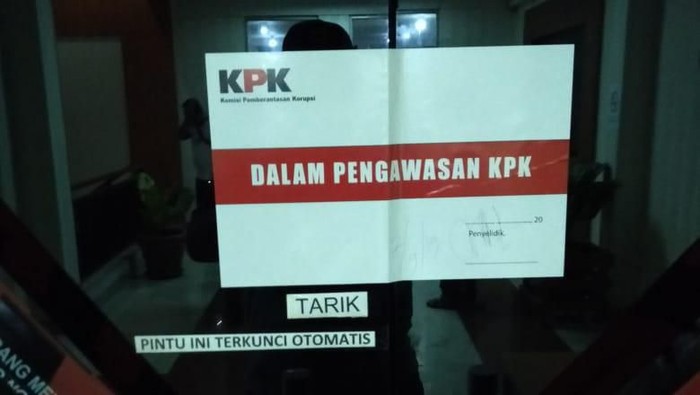 KPK
Komisi Pemberantasan Korupsi
DALAM PENGAWASAN KPK
20
Penyelidik.
TARIK
PINTU INI TERKUNCI OTOMATIS